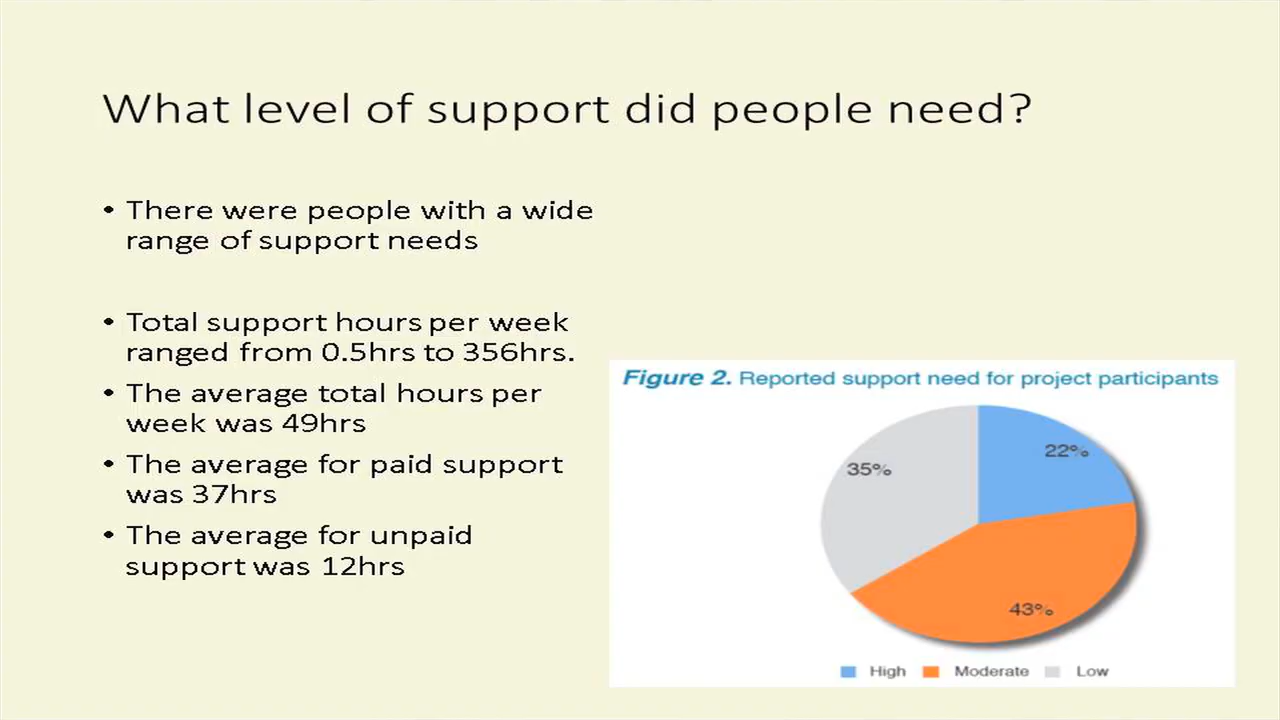 What level of support did people need?
• There were people with a wide
range of support needs
• Total support hours per week
ranged from 0.5hrs to 356hrs.
• The average total hours per
week was 49hrs
• The average for paid support
was 37hrs
• The average for unpaid
support was 12hrs
Figure 2. Reported support need for project participants
22%
35%
43%
High Moderate Low